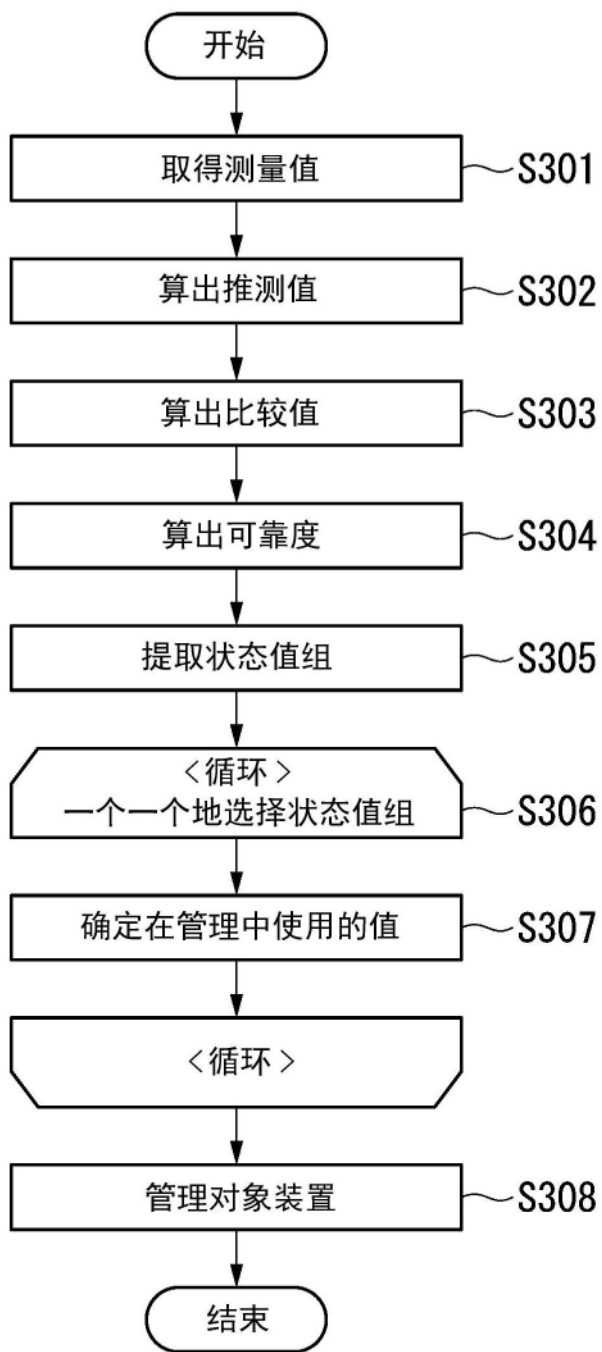 开始
取得测量值
S301
算出推测值
S302
算出比较值
S303
算出可靠度
S304
提取状态值组
S305
<循环>
一个一个地选择状态值组
S306
确定在管理中使用的值
S307
<循环>
管理对象装置
S308
结束